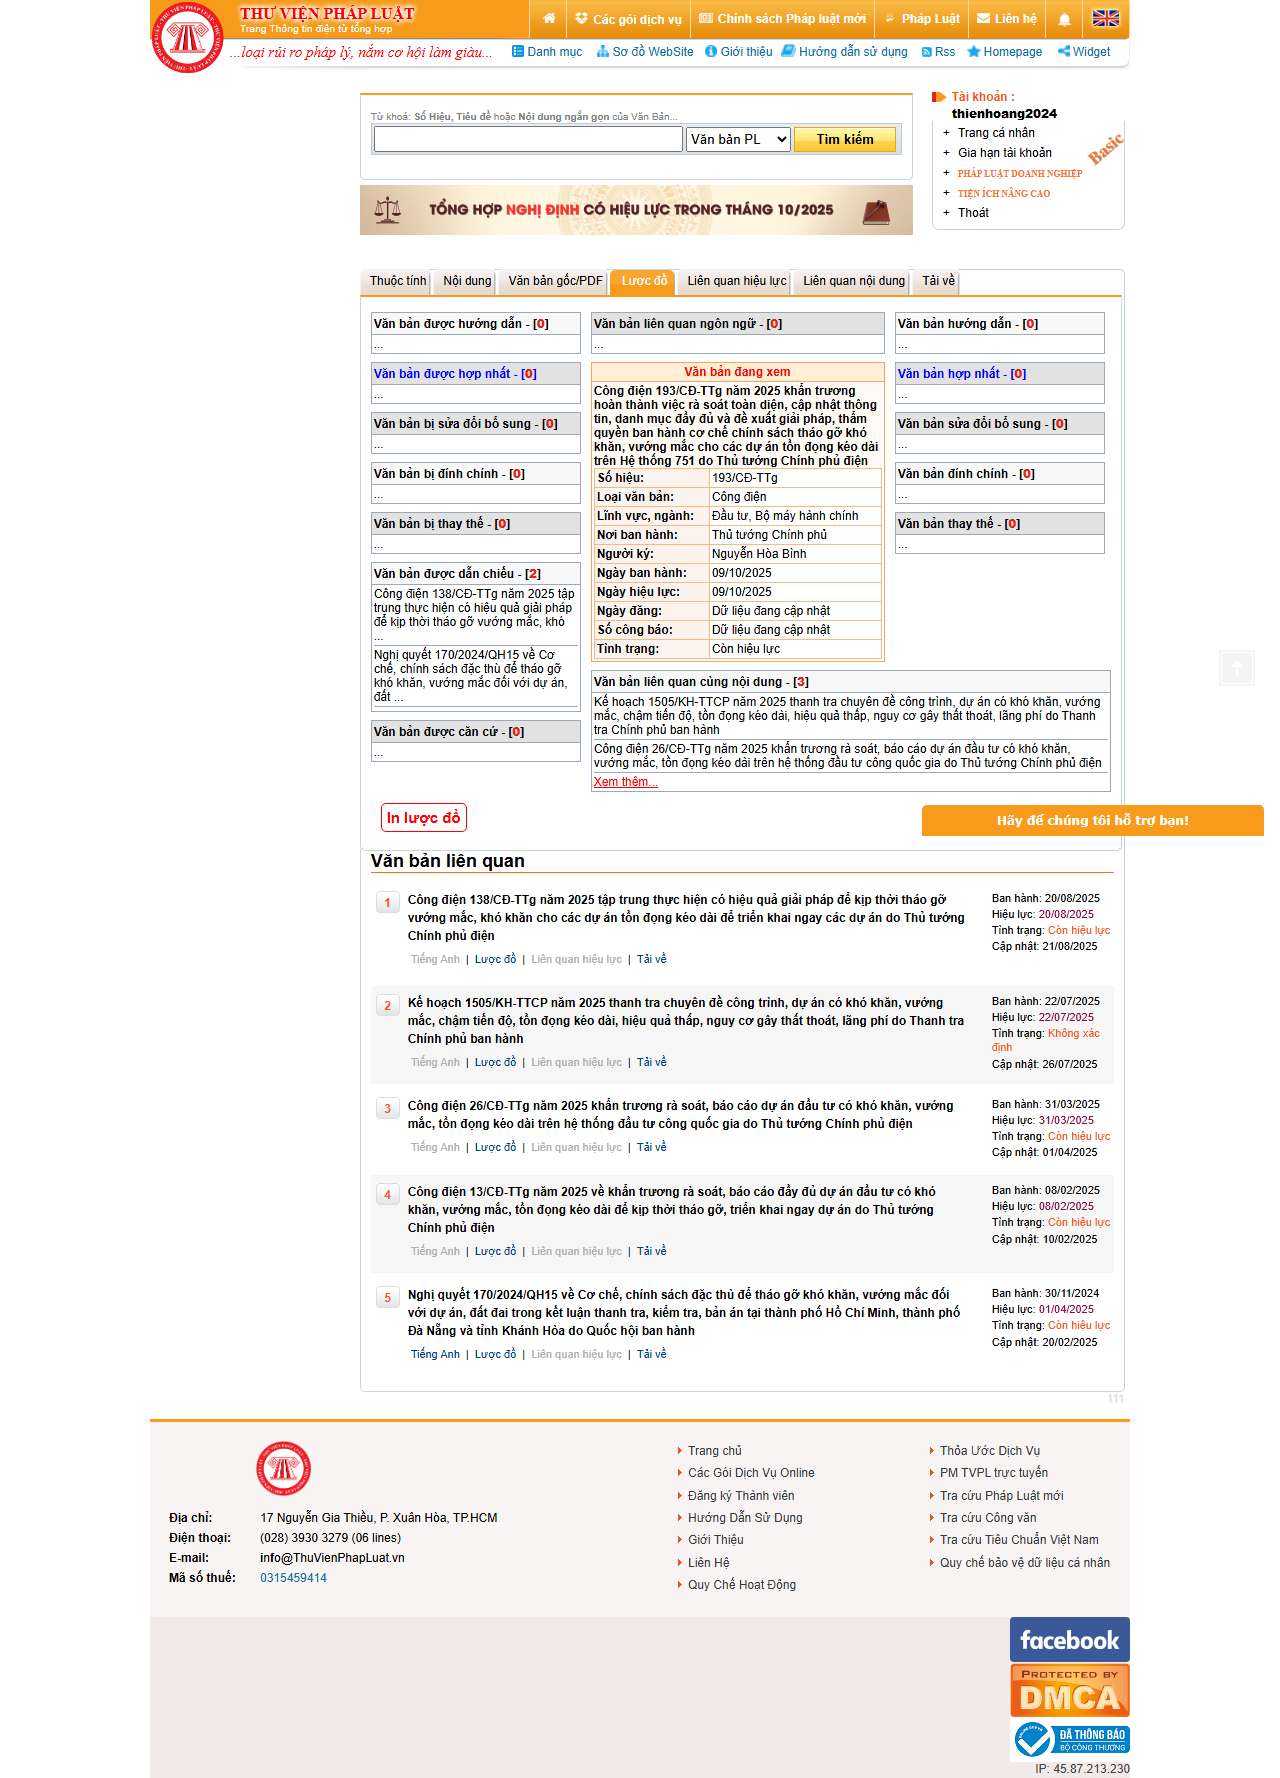 THƯ VIỆN PHÁP LUẬT
Trang Thông tin điện tử tổng hợp
Các gói dịch vụ
Chính sách Pháp luật mới
Pháp Luật
Liên hệ
...loại rủi ro pháp lý, nắm cơ hội làm giàu...
Danh mục
Sơ đồ WebSite
Giới thiệu
Hướng dẫn sử dụng
Rss
Homepage
Widget
Từ khoá: Số Hiệu, Tiêu đề hoặc Nội dung ngắn gọn của Văn Bản...
Văn bản PL
Tìm kiếm
TỔNG HỢP NGHỊ ĐỊNH CÓ HIỆU LỰC TRONG THÁNG 10/2025
Tài khoản :
thienhoang2024
+ Trang cá nhân
+ Gia hạn tài khoản
+ PHÁP LUẬT DOANH NGHIỆP
+ TIỆN ÍCH NÂNG CAO
+ Thoát
Basic
Thuộc tính
Nội dung
Văn bản gốc/PDF
Lược đồ
Liên quan hiệu lực
Liên quan nội dung
Tải về
Văn bản được hướng dẫn - [0]
...
Văn bản được hợp nhất - [0]
...
Văn bản bị sửa đổi bổ sung - [0]
...
Văn bản bị đính chính - [0]
...
Văn bản bị thay thế - [0]
...
Văn bản được dẫn chiếu - [2]
Công điện 138/CĐ-TTg năm 2025 tập
trung thực hiện có hiệu quả giải pháp
để kịp thời tháo gỡ vướng mắc, khó
...
Nghị quyết 170/2024/QH15 về Cơ
chế, chính sách đặc thù để tháo gỡ
khó khăn, vướng mắc đối với dự án,
đất ...
Văn bản được căn cứ - [0]
...
Văn bản liên quan ngôn ngữ - [0]
...
Văn bản đang xem
Công điện 193/CĐ-TTg năm 2025 khẩn trương
hoàn thành việc rà soát toàn diện, cập nhật thông
tin, danh mục đầy đủ và đề xuất giải pháp, thẩm
quyền ban hành cơ chế chính sách tháo gỡ khó
khăn, vướng mắc cho các dự án tồn đọng kéo dài
trên Hệ thống 751 do Thủ tướng Chính phủ điện
Số hiệu: 193/CĐ-TTg
Loại văn bản: Công điện
Lĩnh vực, ngành: Đầu tư, Bộ máy hành chính
Nơi ban hành: Thủ tướng Chính phủ
Người ký: Nguyễn Hòa Bình
Ngày ban hành: 09/10/2025
Ngày hiệu lực: 09/10/2025
Ngày đăng: Dữ liệu đang cập nhật
Số công báo: Dữ liệu đang cập nhật
Tình trạng: Còn hiệu lực
Văn bản hướng dẫn - [0]
...
Văn bản hợp nhất - [0]
...
Văn bản sửa đổi bổ sung - [0]
...
Văn bản đính chính - [0]
...
Văn bản thay thế - [0]
...
Văn bản liên quan cùng nội dung - [3]
Kế hoạch 1505/KH-TTCP năm 2025 thanh tra chuyên đề công trình, dự án có khó khăn, vướng
mắc, chậm tiến độ, tồn đọng kéo dài, hiệu quả thấp, nguy cơ gây thất thoát, lãng phí do Thanh
tra Chính phủ ban hành
Công điện 26/CĐ-TTg năm 2025 khẩn trương rà soát, báo cáo dự án đầu tư có khó khăn,
vướng mắc, tồn đọng kéo dài trên hệ thống đầu tư công quốc gia do Thủ tướng Chính phủ điện
Xem thêm...
In lược đồ
Hãy để chúng tôi hỗ trợ bạn!
Văn bản liên quan
1
Công điện 138/CĐ-TTg năm 2025 tập trung thực hiện có hiệu quả giải pháp để kịp thời tháo gỡ
vướng mắc, khó khăn cho các dự án tồn đọng kéo dài để triển khai ngay các dự án do Thủ tướng
Chính phủ điện
Tiếng Anh | Lược đồ | Liên quan hiệu lực | Tải về
Ban hành: 20/08/2025
Hiệu lực: 20/08/2025
Tình trạng: Còn hiệu lực
Cập nhật: 21/08/2025
2
Kế hoạch 1505/KH-TTCP năm 2025 thanh tra chuyên đề công trình, dự án có khó khăn, vướng
mắc, chậm tiến độ, tồn đọng kéo dài, hiệu quả thấp, nguy cơ gây thất thoát, lãng phí do Thanh tra
Chính phủ ban hành
Tiếng Anh | Lược đồ | Liên quan hiệu lực | Tải về
Ban hành: 22/07/2025
Hiệu lực: 22/07/2025
Tình trạng: Không xác
định
Cập nhật: 26/07/2025
3
Công điện 26/CĐ-TTg năm 2025 khẩn trương rà soát, báo cáo dự án đầu tư có khó khăn, vướng
mắc, tồn đọng kéo dài trên hệ thống đầu tư công quốc gia do Thủ tướng Chính phủ điện
Tiếng Anh | Lược đồ | Liên quan hiệu lực | Tải về
Ban hành: 31/03/2025
Hiệu lực: 31/03/2025
Tình trạng: Còn hiệu lực
Cập nhật: 01/04/2025
4
Công điện 13/CĐ-TTg năm 2025 về khẩn trương rà soát, báo cáo đầy đủ dự án đầu tư có khó
khăn, vướng mắc, tồn đọng kéo dài để kịp thời tháo gỡ, triển khai ngay dự án do Thủ tướng
Chính phủ điện
Tiếng Anh | Lược đồ | Liên quan hiệu lực | Tải về
Ban hành: 08/02/2025
Hiệu lực: 08/02/2025
Tình trạng: Còn hiệu lực
Cập nhật: 10/02/2025
5
Nghị quyết 170/2024/QH15 về Cơ chế, chính sách đặc thù để tháo gỡ khó khăn, vướng mắc đối
với dự án, đất đai trong kết luận thanh tra, kiểm tra, bản án tại thành phố Hồ Chí Minh, thành phố
Đà Nẵng và tỉnh Khánh Hòa do Quốc hội ban hành
Tiếng Anh | Lược đồ | Liên quan hiệu lực | Tải về
Ban hành: 30/11/2024
Hiệu lực: 01/04/2025
Tình trạng: Còn hiệu lực
Cập nhật: 20/02/2025
111
Địa chỉ: 17 Nguyễn Gia Thiều, P. Xuân Hòa, TP.HCM
Điện thoại: (028) 3930 3279 (06 lines)
E-mail: info@ThuVienPhapLuat.vn
Mã số thuế: 0315459414
Trang chủ
Các Gói Dịch Vụ Online
Đăng ký Thành viên
Hướng Dẫn Sử Dụng
Giới Thiệu
Liên Hệ
Quy Chế Hoạt Động
Thỏa Ước Dịch Vụ
PM TVPL trực tuyến
Tra cứu Pháp Luật mới
Tra cứu Công văn
Tra cứu Tiêu Chuẩn Việt Nam
Quy chế bảo vệ dữ liệu cá nhân
facebook
PROTECTED BY
DMCA
ĐÃ THÔNG BÁO
BỘ CÔNG THƯƠNG
IP: 45.87.213.230